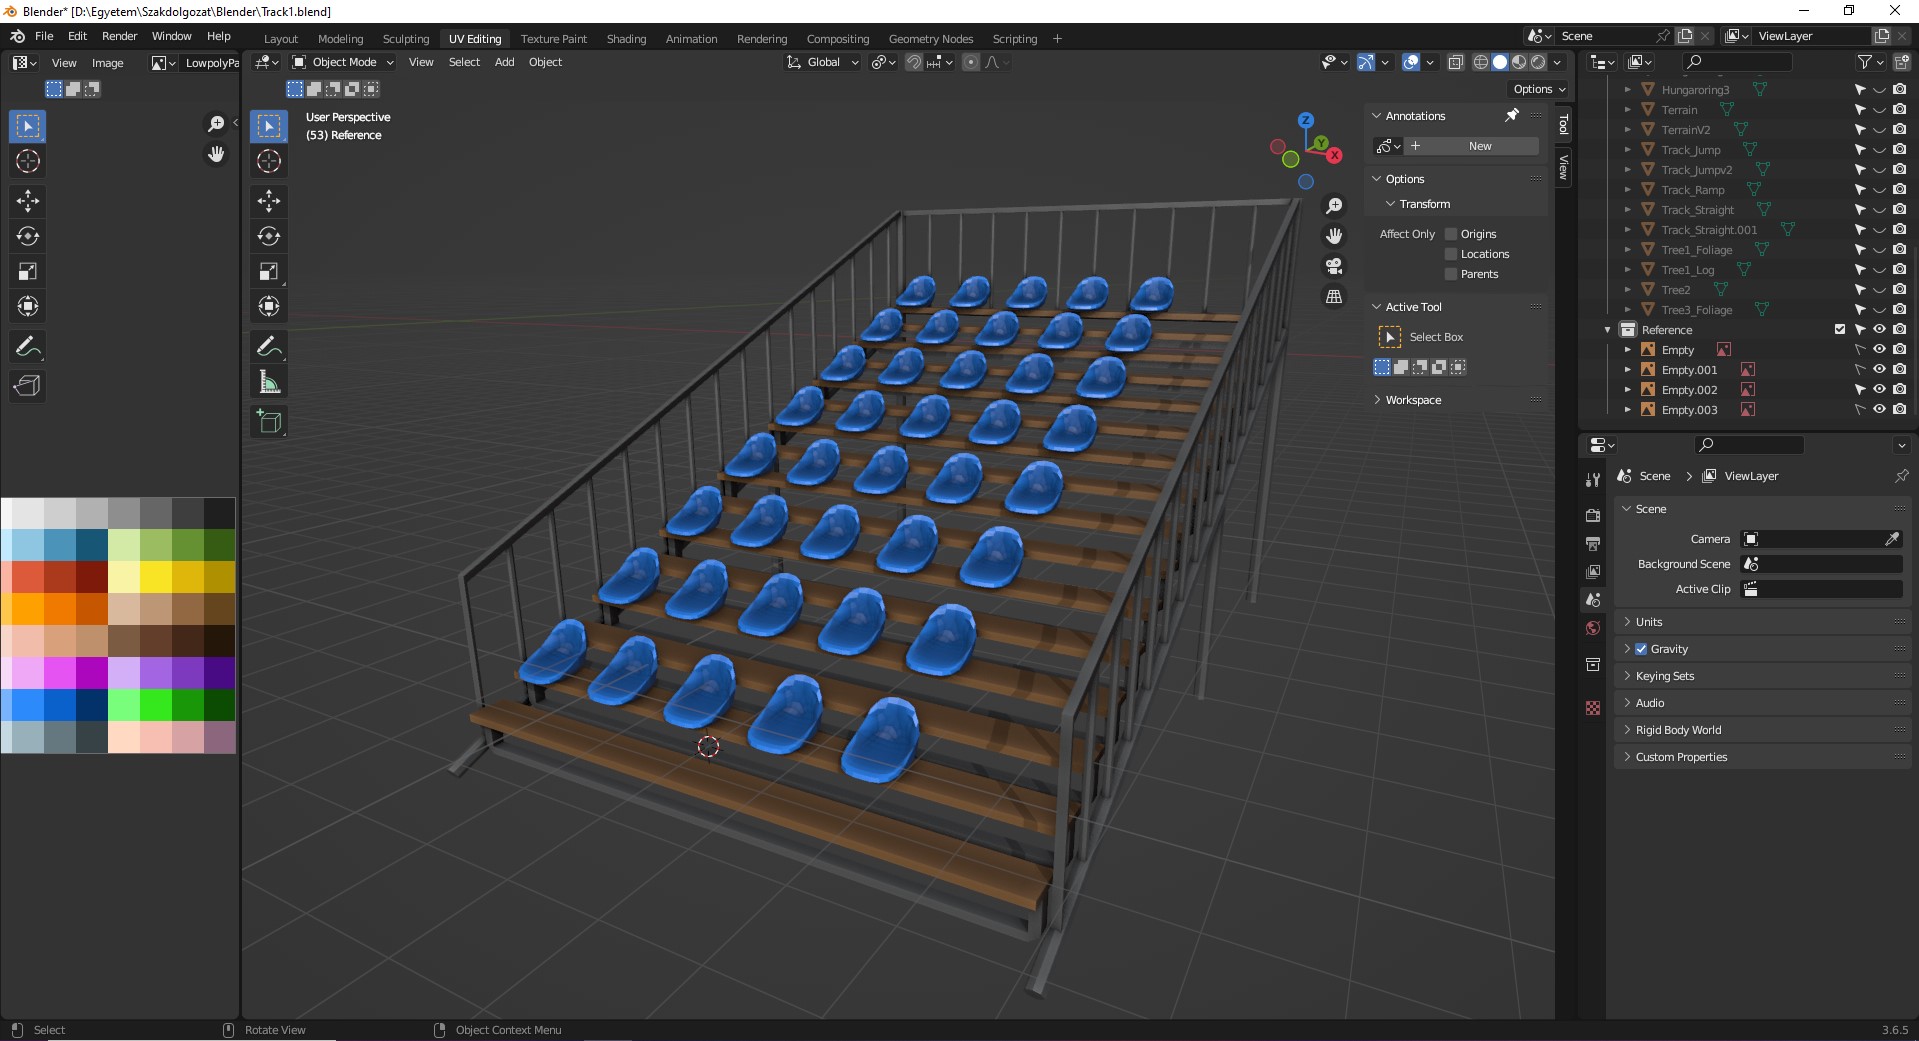 Blender* [D:\Egyetem\Szakdolgozat\Blender\Track1.blend]
File Edit Render Window Help
Layout Modeling Sculpting UV Editing Texture Paint Shading Animation Rendering Compositing Geometry Nodes Scripting +
Scene
ViewLayer
View Image LowpolyPa
Object Mode View Select Add Object
Global
Options
User Perspective
(53) Reference
Z
Y
X
Annotations
New
Options
Transform
Affect Only Origins
Locations
Parents
Active Tool
Select Box
Workspace
Tool
View
Hungaroring3
Terrain
TerrainV2
Track_Jump
Track_Jumpv2
Track_Ramp
Track_Straight
Track_Straight.001
Tree1_Foliage
Tree1_Log
Tree2
Tree3_Foliage
Reference
Empty
Empty.001
Empty.002
Empty.003
Scene > ViewLayer
Scene
Camera
Background Scene
Active Clip
Units
Gravity
Keying Sets
Audio
Rigid Body World
Custom Properties
Select
Rotate View
Object Context Menu
3.6.5